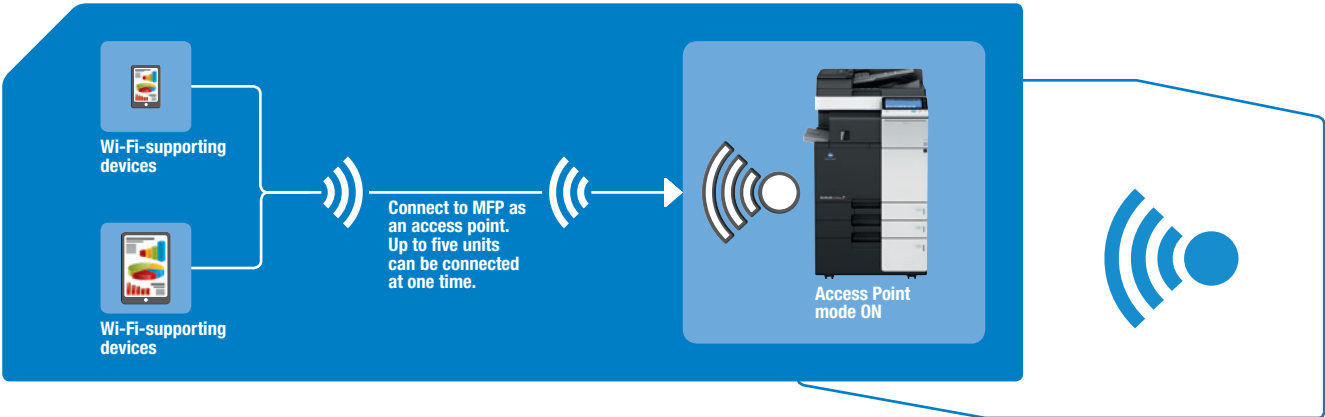 Wi-Fi-supporting
devices
Wi-Fi-supporting
devices
Connect to MFP as
an access point.
Up to five units
can be connected
at one time.
Access Point
mode ON